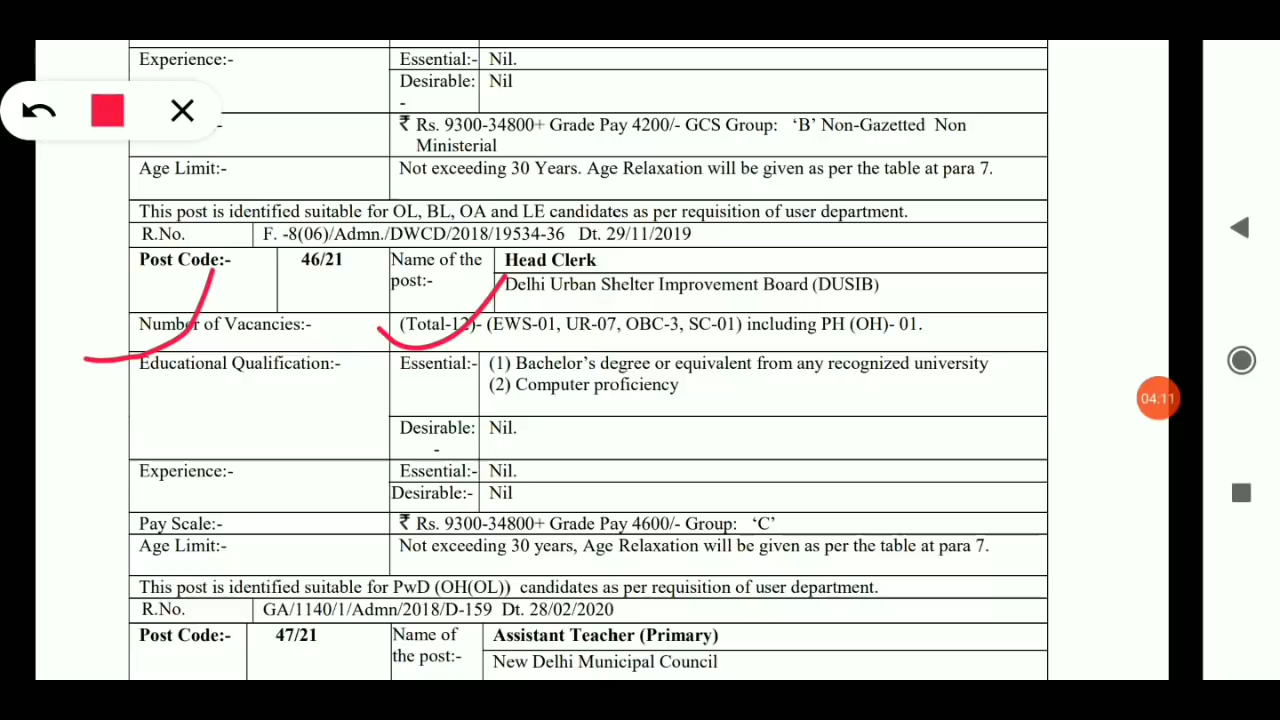 Experience:- Essential:- Nil.
Desirable: Nil
-
:- ₹ Rs. 9300-34800+ Grade Pay 4200/- GCS Group: ‘B’ Non-Gazetted Non
Ministerial
Age Limit:- Not exceeding 30 Years. Age Relaxation will be given as per the table at para 7.
This post is identified suitable for OL, BL, OA and LE candidates as per requisition of user department.
R.No. F. -8(06)/Admn./DWCD/2018/19534-36 Dt. 29/11/2019
Post Code:- 46/21 Name of the Head Clerk
post:- Delhi Urban Shelter Improvement Board (DUSIB)
Number of Vacancies:- (Total-12)- (EWS-01, UR-07, OBC-3, SC-01) including PH (OH)- 01.
Educational Qualification:- Essential:- (1) Bachelor’s degree or equivalent from any recognized university
(2) Computer proficiency
04:11
Desirable: Nil.
-
Experience:- Essential:- Nil.
Desirable:- Nil
Pay Scale:- ₹ Rs. 9300-34800+ Grade Pay 4600/- Group: ‘C’
Age Limit:- Not exceeding 30 years, Age Relaxation will be given as per the table at para 7.
This post is identified suitable for PwD (OH(OL)) candidates as per requisition of user department.
R.No. GA/1140/1/Admn/2018/D-159 Dt. 28/02/2020
Post Code:- 47/21 Name of Assistant Teacher (Primary)
the post:- New Delhi Municipal Council